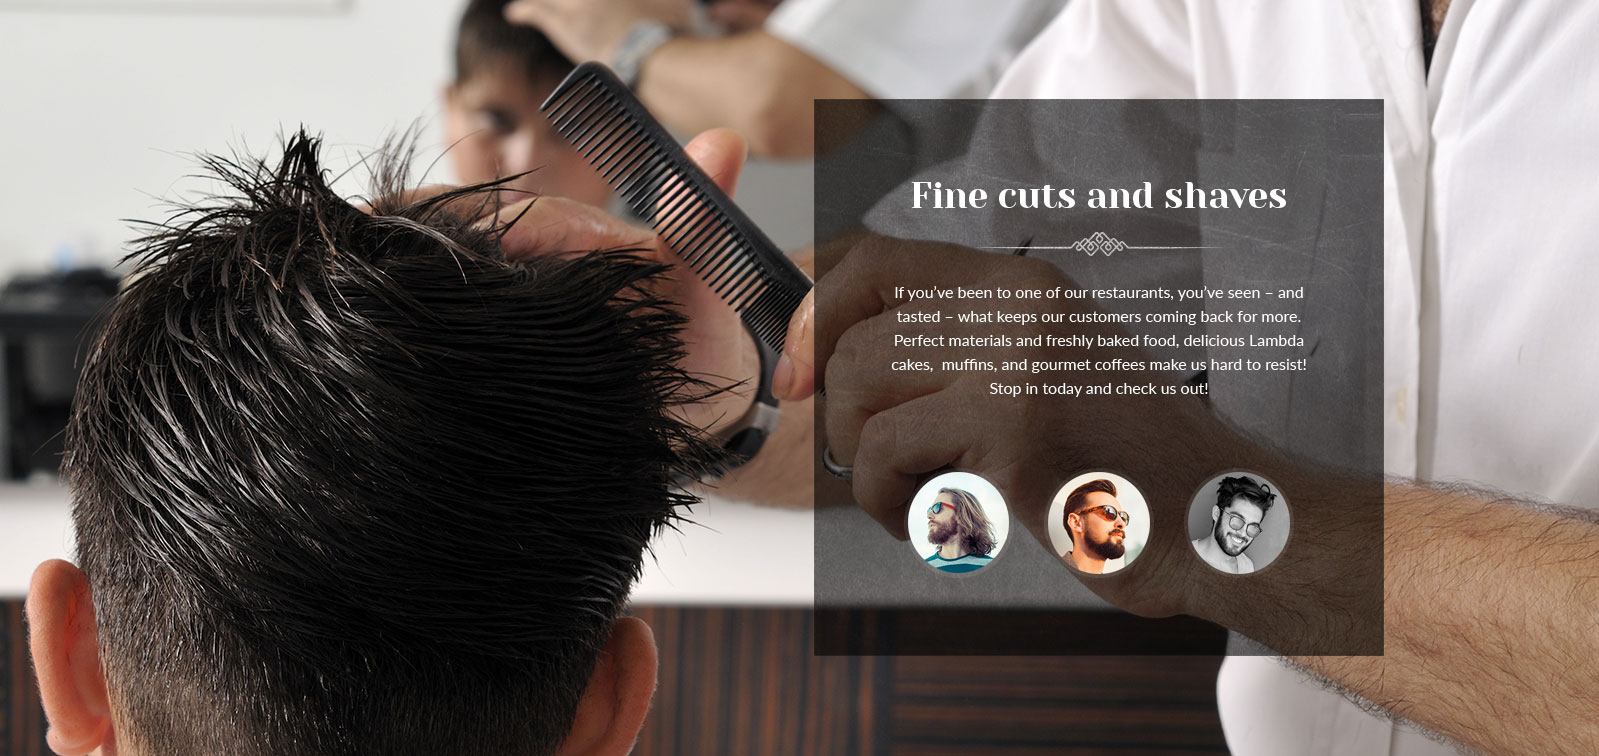 Fine cuts and shaves
If you’ve been to one of our restaurants, you’ve seen – and
tasted – what keeps our customers coming back for more.
Perfect materials and freshly baked food, delicious Lambda
cakes,  muffins, and gourmet coffees make us hard to resist!
Stop in today and check us out!